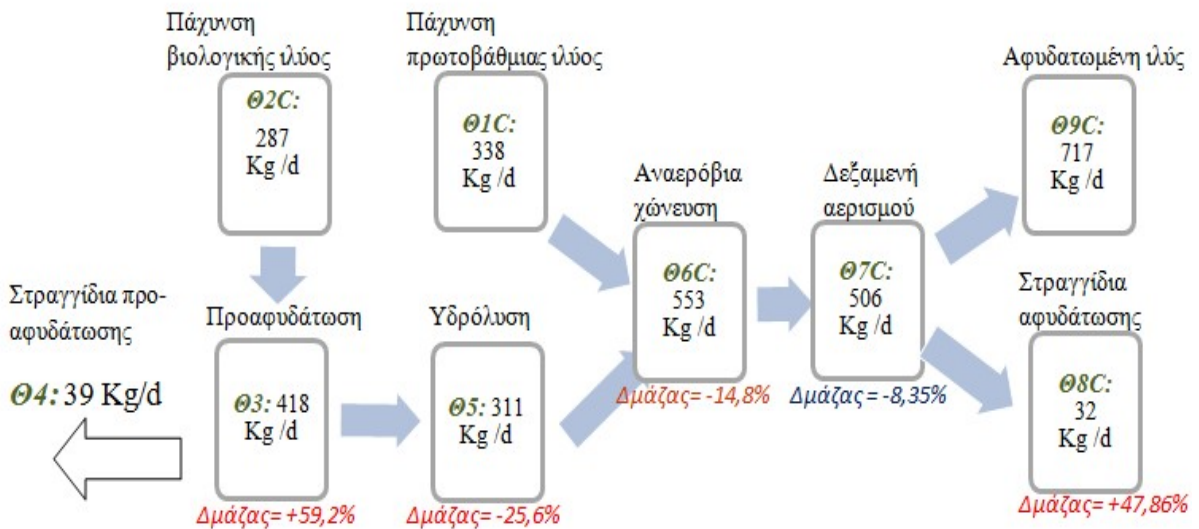 Πάχυνση
βιολογικής ιλύος
Θ2C:
287
Kg /d
Πάχυνση
πρωτοβάθμιας ιλύος
Θ1C:
338
Kg /d
Αφυδατωμένη ιλύς
Θ9C:
717
Kg /d
Αναερόβια
χώνευση
Θ6C:
553
Kg /d
Δμάζας= -14,8%
Δεξαμενή
αερισμού
Θ7C:
506
Kg /d
Δμάζας= -8,35%
Στραγγίδια προ-
αφυδάτωσης
Θ4: 39 Kg/d
Προαφυδάτωση
Θ3: 418
Kg /d
Δμάζας= +59,2%
Υδρόλυση
Θ5: 311
Kg /d
Δμάζας= -25,6%
Στραγγίδια
αφυδάτωσης
Θ8C:
32
Kg /d
Δμάζας= +47,86%